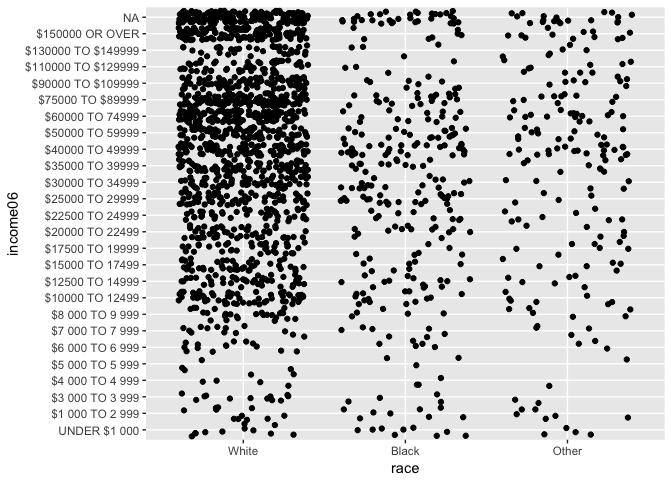 NA
$150000 OR OVER
$130000 TO $149999
$110000 TO $129999
$90000 TO $109999
$75000 TO $89999
$60000 TO 74999
$50000 TO 59999
$40000 TO 49999
$35000 TO 39999
$30000 TO 34999
$25000 TO 29999
$22500 TO 24999
$20000 TO 22499
$17500 TO 19999
$15000 TO 17499
$12500 TO 14999
$10000 TO 12499
$8 000 TO 9 999
$7 000 TO 7 999
$6 000 TO 6 999
$5 000 TO 5 999
$4 000 TO 4 999
$3 000 TO 3 999
$1 000 TO 2 999
UNDER $1 000
income06
White Black Other
race